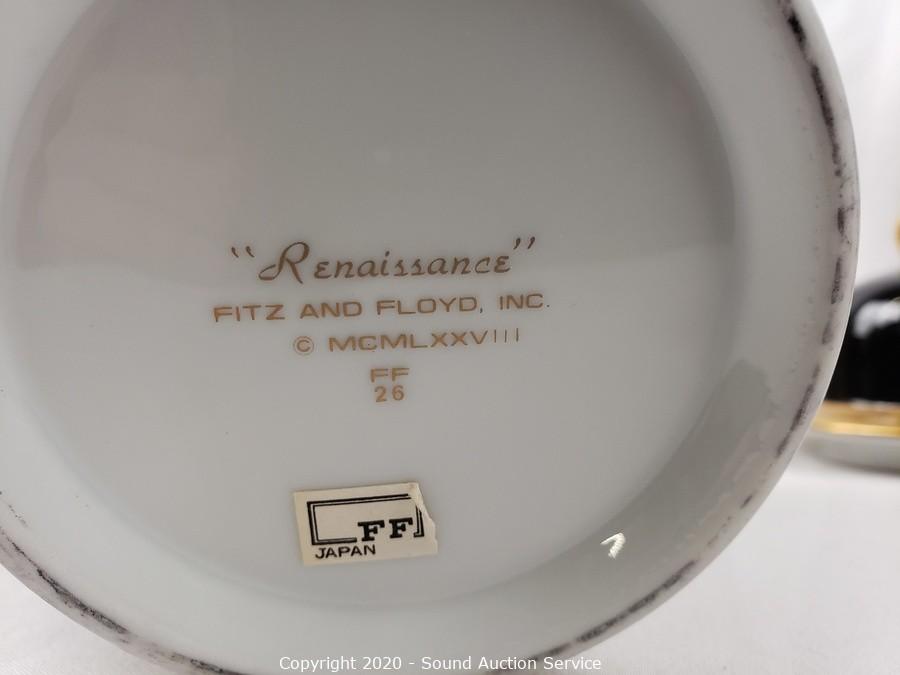 "Renaissance"
FITZ AND FLOYD, INC.
© MCMLXXVIII
FF
26
FF
JAPAN
Copyright 2020 - Sound Auction Service